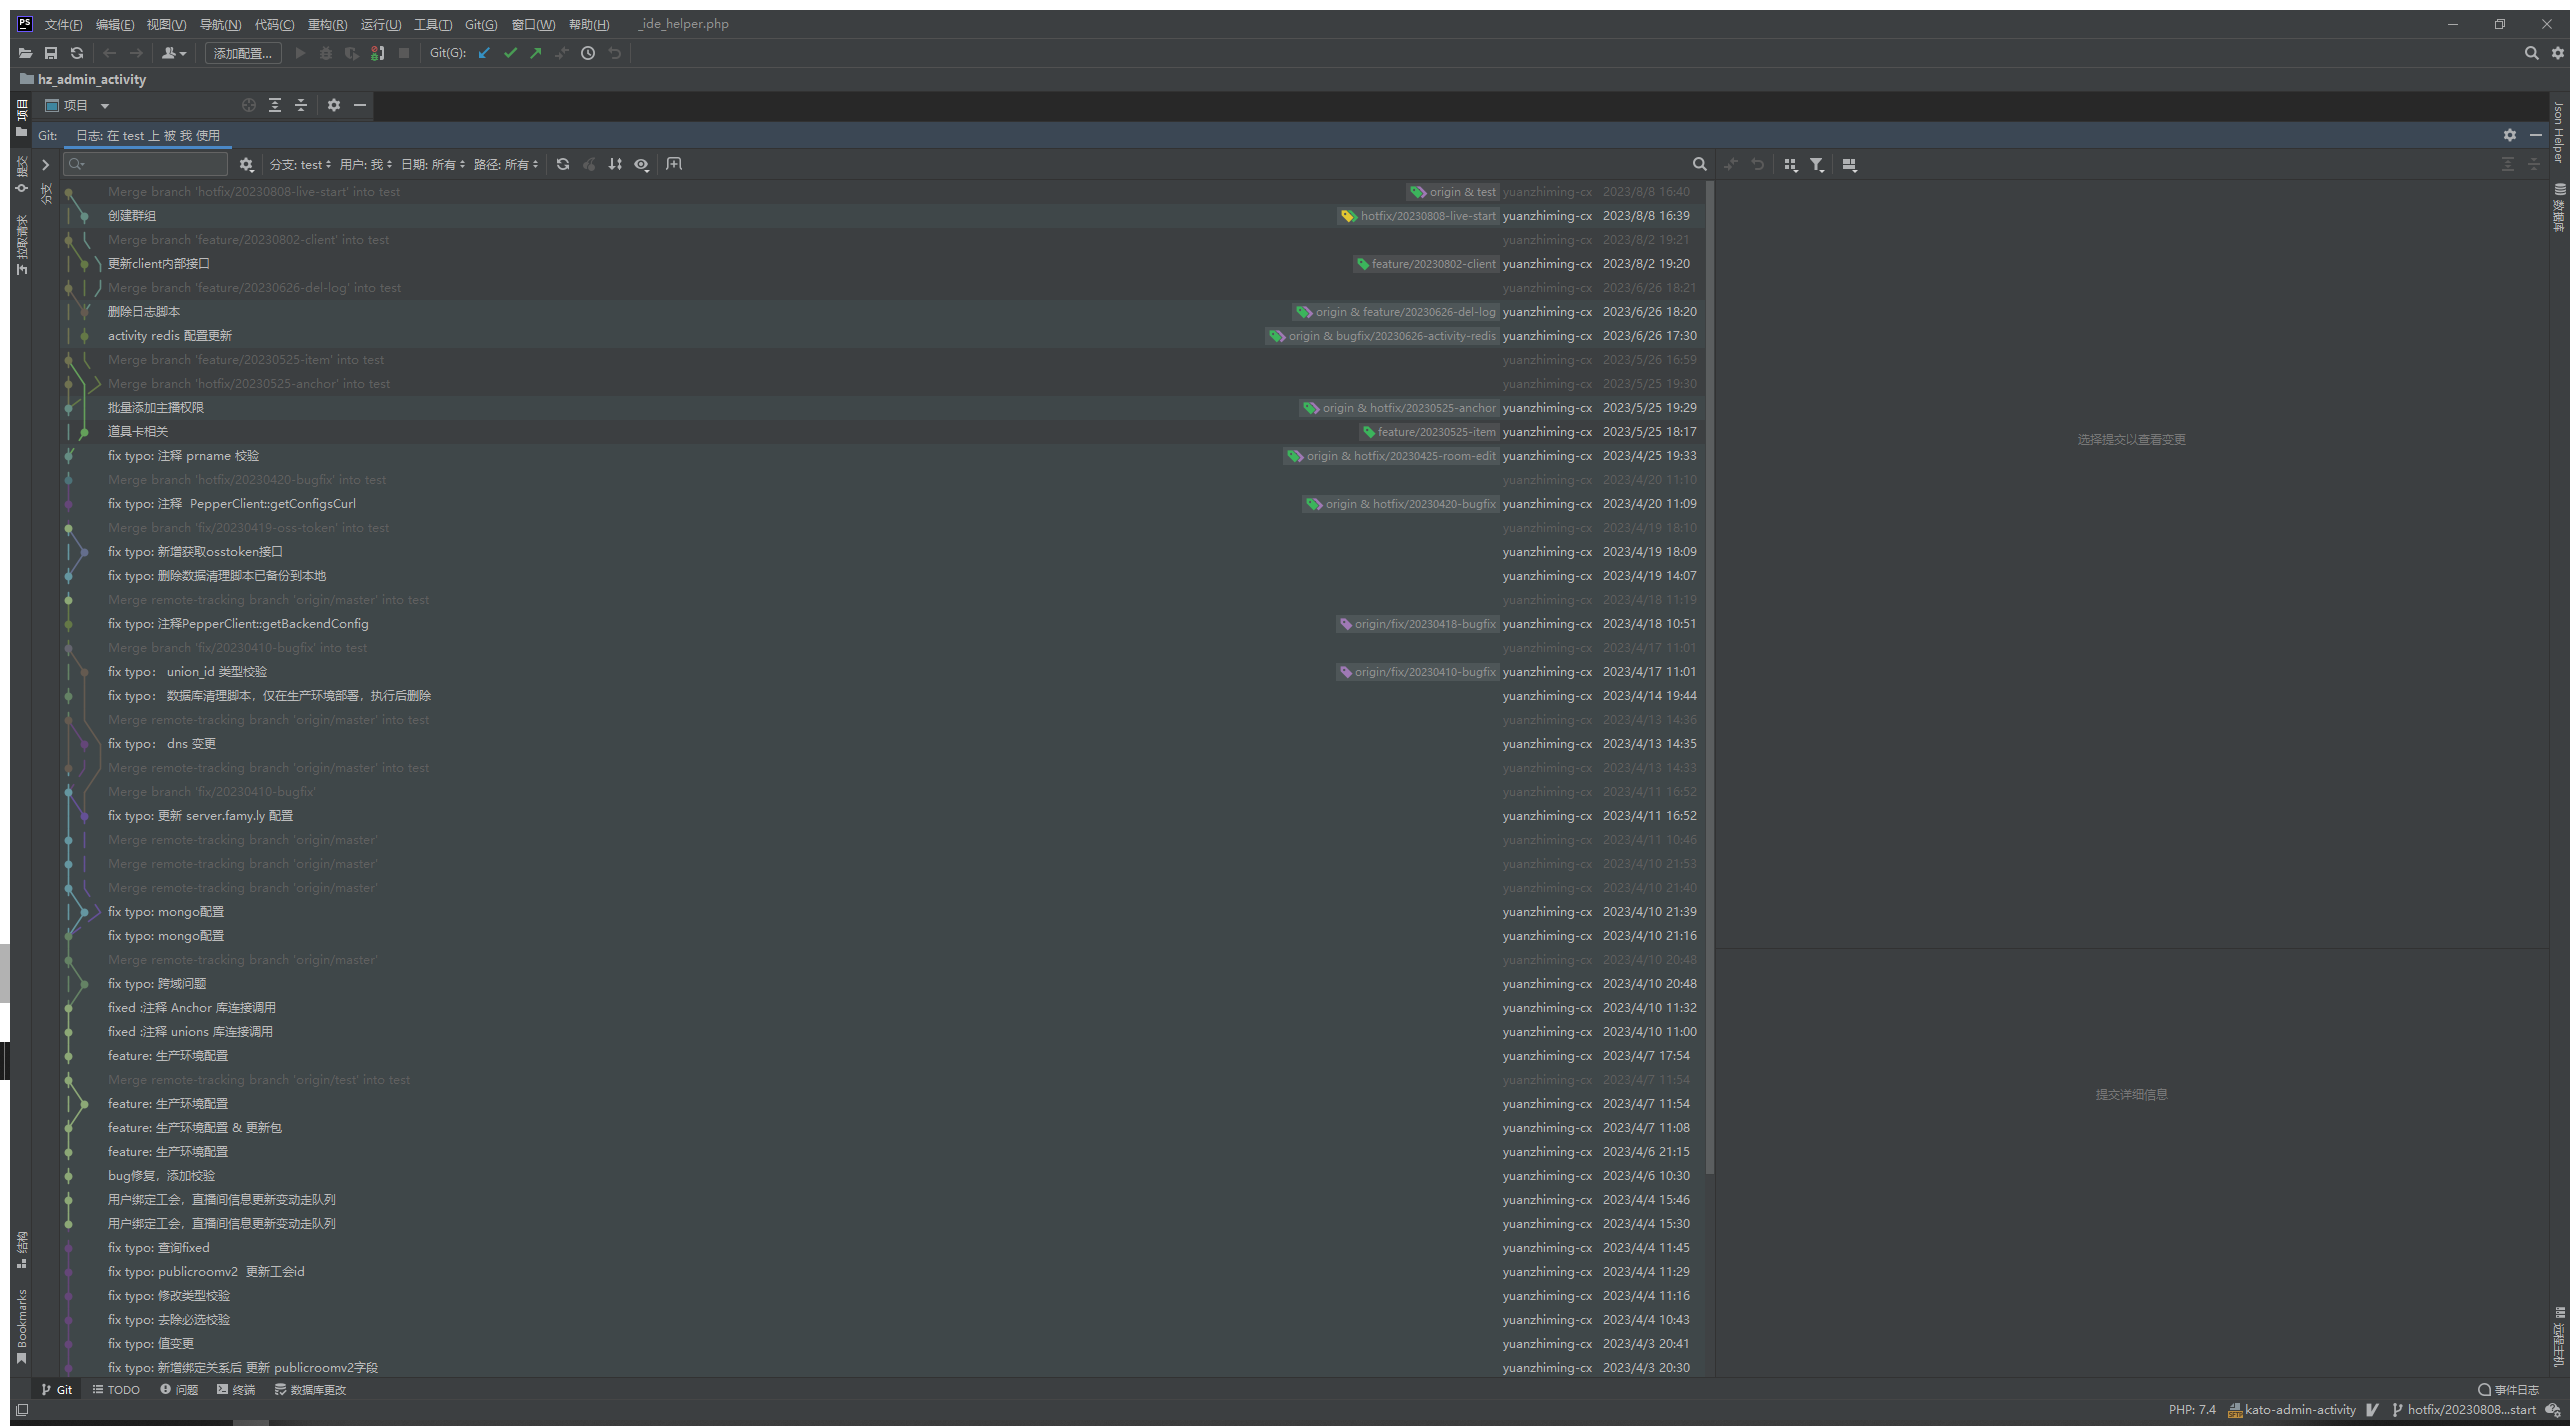 PS 文件(F) 编辑(E) 视图(V) 导航(N) 代码(C) 重构(R) 运行(U) 工具(T) Git(G) 窗口(W) 帮助(H) _ide_helper.php
添加配置... Git(G):
hz_admin_activity
项目
Git: 日志: 在 test 上 被 我 使用
分支: test 用户: 我 日期: 所有 路径: 所有
Merge branch 'hotfix/20230808-live-start' into test origin & test yuanzhiming-cx 2023/8/8 16:40
创建群组 hotfix/20230808-live-start yuanzhiming-cx 2023/8/8 16:39
Merge branch 'feature/20230802-client' into test yuanzhiming-cx 2023/8/2 19:21
更新client内部接口 feature/20230802-client yuanzhiming-cx 2023/8/2 19:20
Merge branch 'feature/20230626-del-log' into test yuanzhiming-cx 2023/6/26 18:21
删除日志脚本 origin & feature/20230626-del-log yuanzhiming-cx 2023/6/26 18:20
activity redis 配置更新 origin & bugfix/20230626-activity-redis yuanzhiming-cx 2023/6/26 17:30
Merge branch 'feature/20230525-item' into test yuanzhiming-cx 2023/5/26 16:59
Merge branch 'hotfix/20230525-anchor' into test yuanzhiming-cx 2023/5/25 19:30
批量添加主播权限 origin & hotfix/20230525-anchor yuanzhiming-cx 2023/5/25 19:29
道具卡相关 feature/20230525-item yuanzhiming-cx 2023/5/25 18:17
fix typo: 注释 prname 校验 origin & hotfix/20230425-room-edit yuanzhiming-cx 2023/4/25 19:33
Merge branch 'hotfix/20230420-bugfix' into test yuanzhiming-cx 2023/4/20 11:10
fix typo: 注释 PepperClient::getConfigsCurl origin & hotfix/20230420-bugfix yuanzhiming-cx 2023/4/20 11:09
Merge branch 'fix/20230419-oss-token' into test yuanzhiming-cx 2023/4/19 18:10
fix typo: 新增获取osstoken接口 yuanzhiming-cx 2023/4/19 18:09
fix typo: 删除数据清理脚本已备份到本地 yuanzhiming-cx 2023/4/19 14:07
Merge remote-tracking branch 'origin/master' into test yuanzhiming-cx 2023/4/18 11:19
fix typo: 注释PepperClient::getBackendConfig origin/fix/20230418-bugfix yuanzhiming-cx 2023/4/18 10:51
Merge branch 'fix/20230410-bugfix' into test yuanzhiming-cx 2023/4/17 11:01
fix typo： union_id 类型校验 origin/fix/20230410-bugfix yuanzhiming-cx 2023/4/17 11:01
fix typo： 数据库清理脚本，仅在生产环境部署，执行后删除 yuanzhiming-cx 2023/4/14 19:44
Merge remote-tracking branch 'origin/master' into test yuanzhiming-cx 2023/4/13 14:36
fix typo： dns 变更 yuanzhiming-cx 2023/4/13 14:35
Merge remote-tracking branch 'origin/master' into test yuanzhiming-cx 2023/4/13 14:33
Merge branch 'fix/20230410-bugfix' yuanzhiming-cx 2023/4/11 16:52
fix typo: 更新 server.famy.ly 配置 yuanzhiming-cx 2023/4/11 16:52
Merge remote-tracking branch 'origin/master' yuanzhiming-cx 2023/4/11 10:46
Merge remote-tracking branch 'origin/master' yuanzhiming-cx 2023/4/10 21:53
Merge remote-tracking branch 'origin/master' yuanzhiming-cx 2023/4/10 21:40
fix typo: mongo配置 yuanzhiming-cx 2023/4/10 21:39
fix typo: mongo配置 yuanzhiming-cx 2023/4/10 21:16
Merge remote-tracking branch 'origin/master' yuanzhiming-cx 2023/4/10 20:48
fix typo: 跨域问题 yuanzhiming-cx 2023/4/10 20:48
fixed :注释 Anchor 库连接调用 yuanzhiming-cx 2023/4/10 11:32
fixed :注释 unions 库连接调用 yuanzhiming-cx 2023/4/10 11:00
feature: 生产环境配置 yuanzhiming-cx 2023/4/7 17:54
Merge remote-tracking branch 'origin/test' into test yuanzhiming-cx 2023/4/7 11:54
feature: 生产环境配置 yuanzhiming-cx 2023/4/7 11:54
feature: 生产环境配置 & 更新包 yuanzhiming-cx 2023/4/7 11:08
feature: 生产环境配置 yuanzhiming-cx 2023/4/6 21:15
bug修复，添加校验 yuanzhiming-cx 2023/4/6 10:30
用户绑定工会，直播间信息更新变动走队列 yuanzhiming-cx 2023/4/4 15:46
用户绑定工会，直播间信息更新变动走队列 yuanzhiming-cx 2023/4/4 15:30
fix typo: 查询fixed yuanzhiming-cx 2023/4/4 11:45
fix typo: publicroomv2 更新工会id yuanzhiming-cx 2023/4/4 11:29
fix typo: 修改类型校验 yuanzhiming-cx 2023/4/4 11:16
fix typo: 去除必选校验 yuanzhiming-cx 2023/4/4 10:43
fix typo: 值变更 yuanzhiming-cx 2023/4/3 20:41
fix typo: 新增绑定关系后 更新 publicroomv2字段 yuanzhiming-cx 2023/4/3 20:30
选择提交以查看变更
提交详细信息
项目
提交
拉取请求
分支
结构
Bookmarks
Json Helper
数据库
远程主机
Git TODO 问题 终端 数据库更改 事件日志
PHP: 7.4 kato-admin-activity hotfix/20230808...start